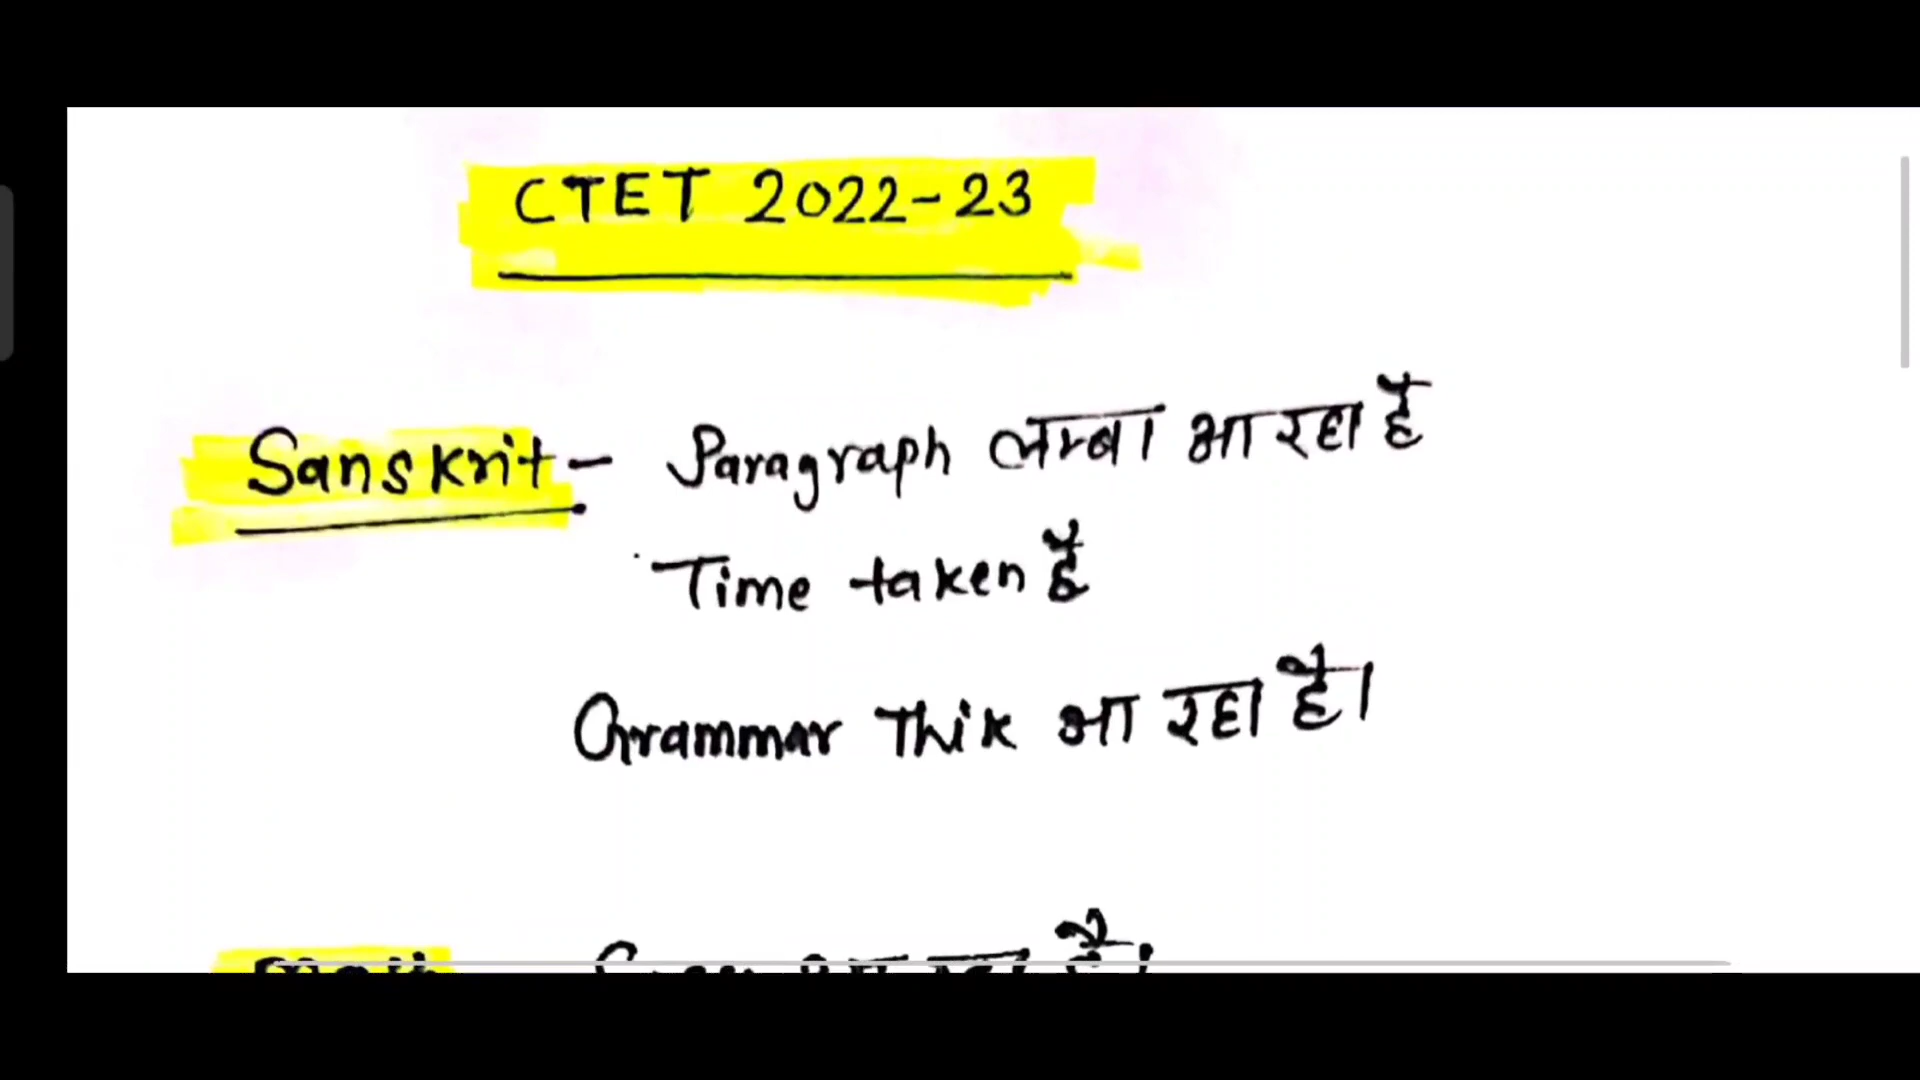 CTET 2022-23
Sanskrit - Paragraph लम्बा आ रहा है
Time taken है
Grammar Thik आ रहा है।